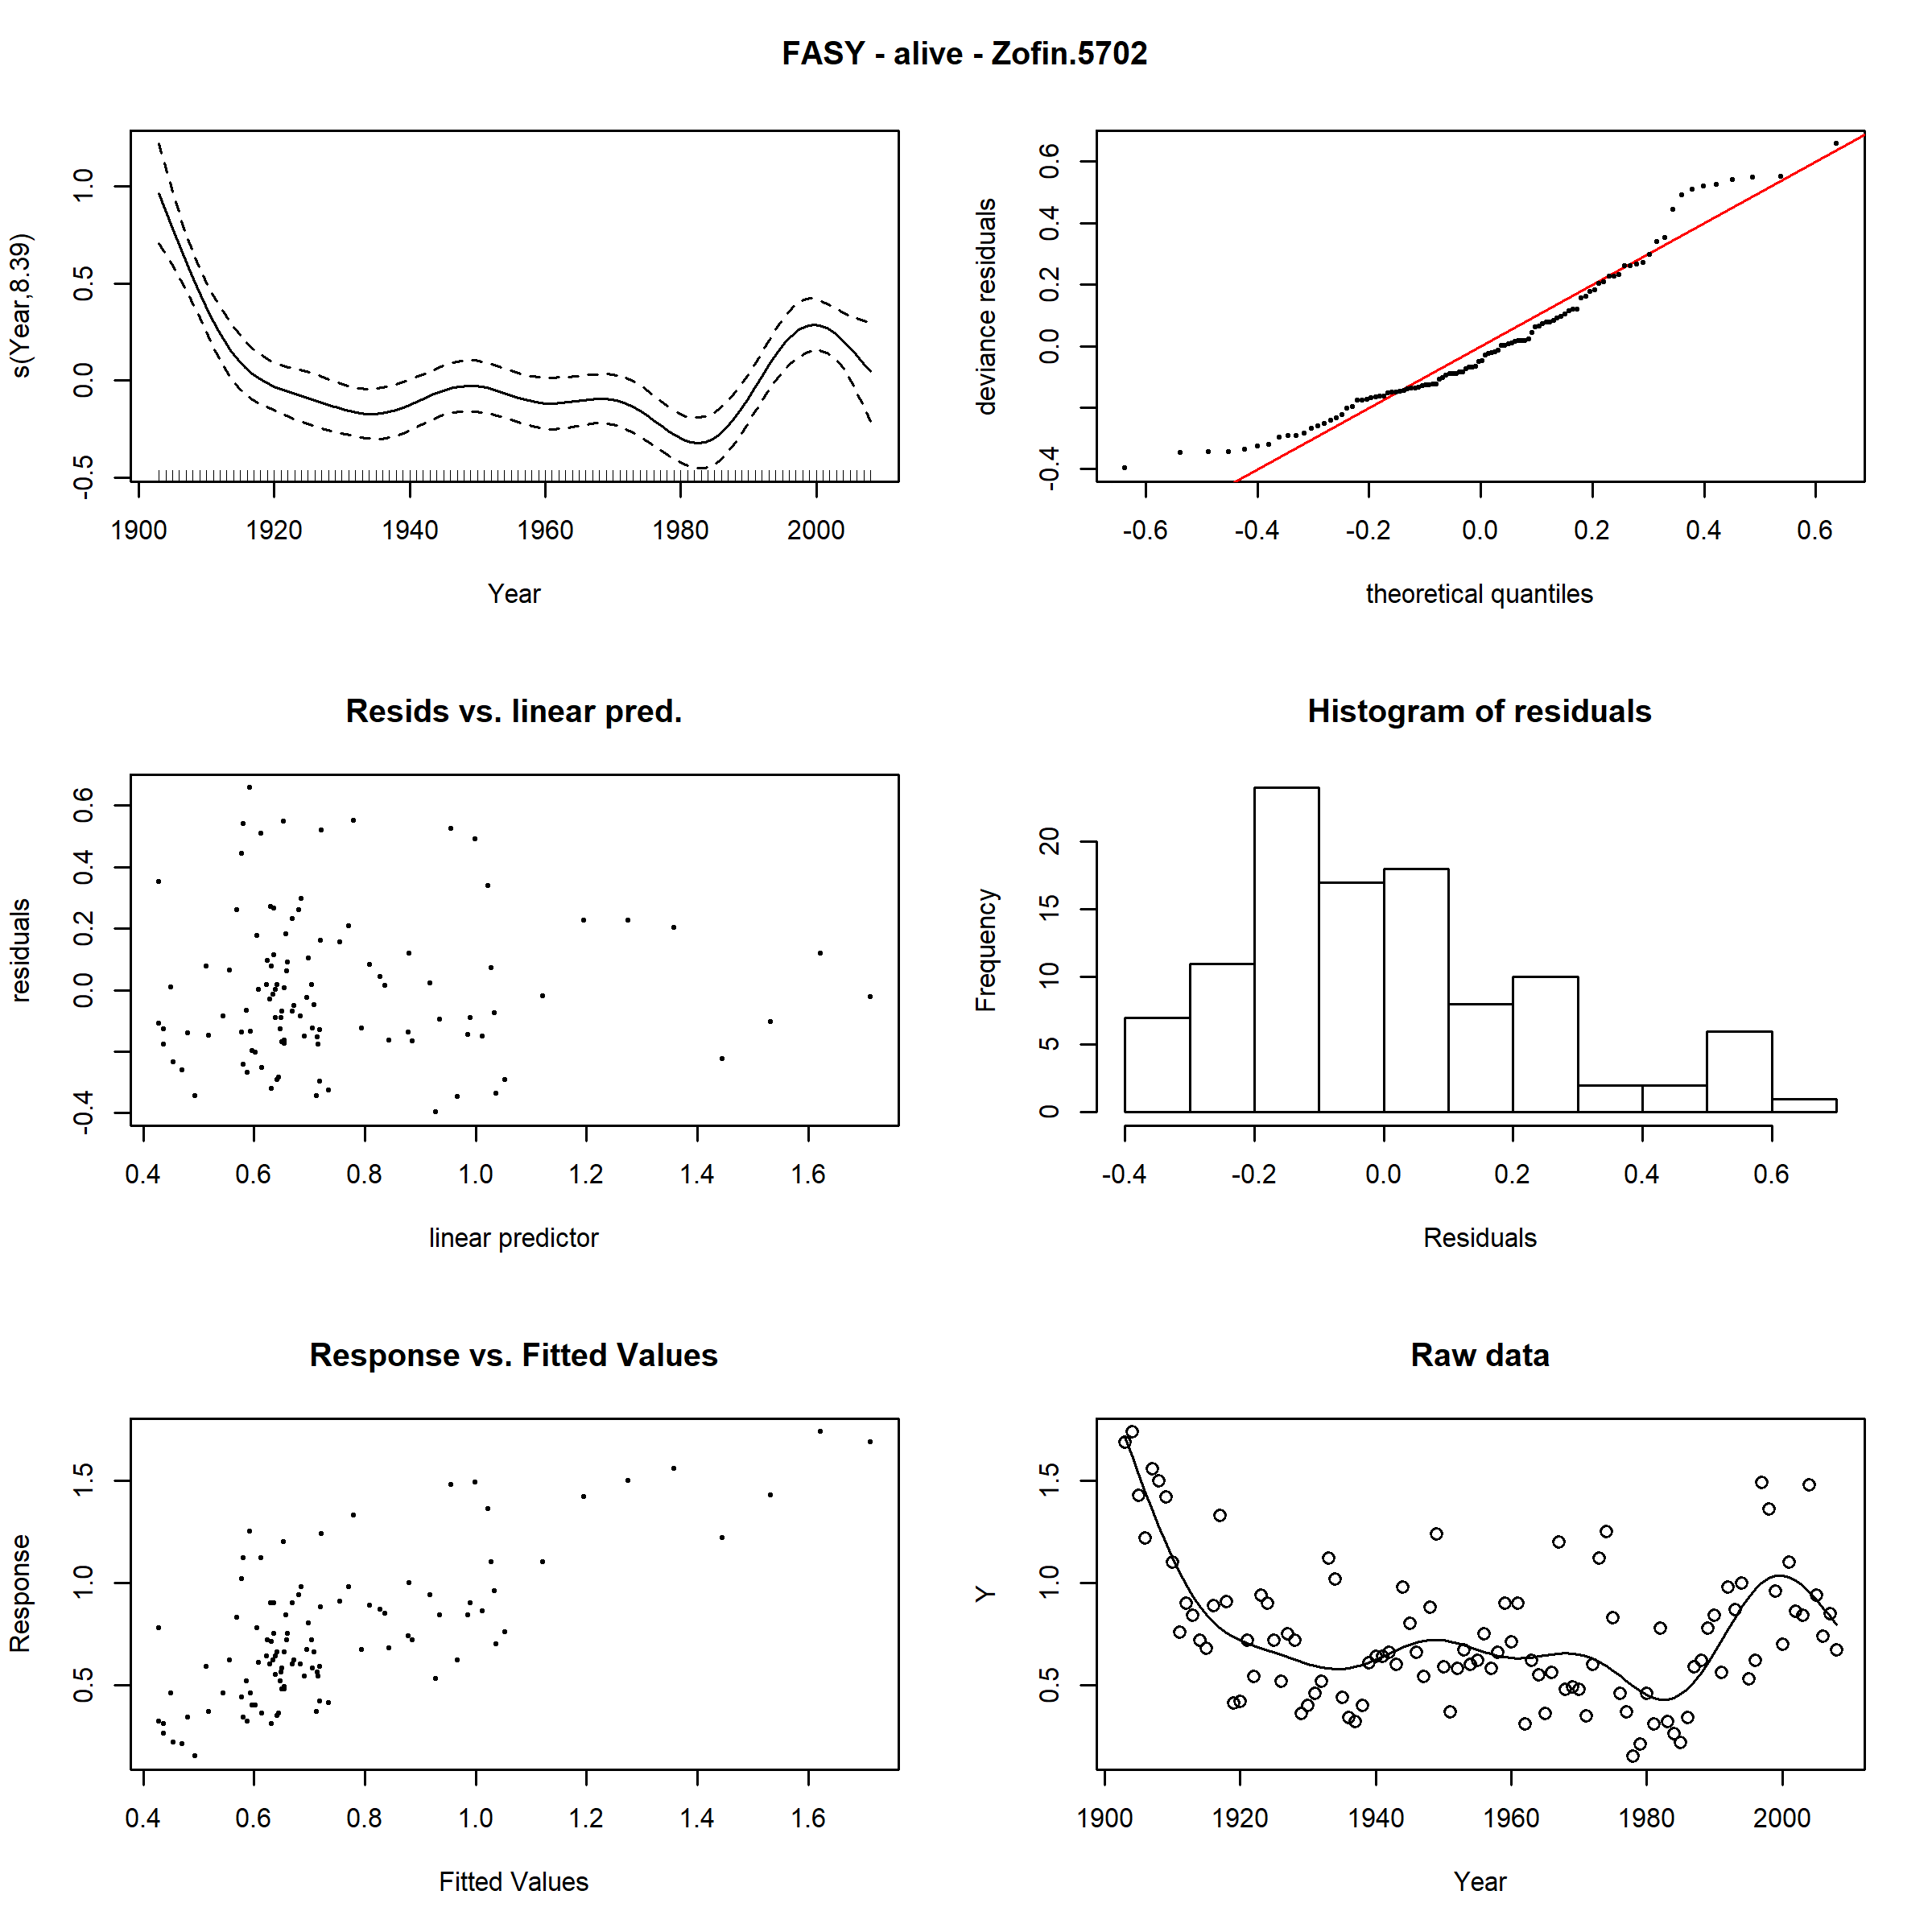 FASY - alive - Zofin.5702
s(Year,8.39)
1.0
0.5
0.0
-0.5
1900 1920 1940 1960 1980 2000
Year
deviance residuals
0.6
0.4
0.2
0.0
-0.4
-0.6 -0.2 0.0 0.2 0.4 0.6
theoretical quantiles
Resids vs. linear pred.
residuals
0.6
0.4
0.2
0.0
-0.4
0.4 0.6 0.8 1.0 1.2 1.4 1.6
linear predictor
Histogram of residuals
Frequency
20
15
10
5
0
-0.4 -0.2 0.0 0.2 0.4 0.6
Residuals
Response vs. Fitted Values
Response
1.5
1.0
0.5
0.4 0.6 0.8 1.0 1.2 1.4 1.6
Fitted Values
Raw data
Y
1.5
1.0
0.5
1900 1920 1940 1960 1980 2000
Year